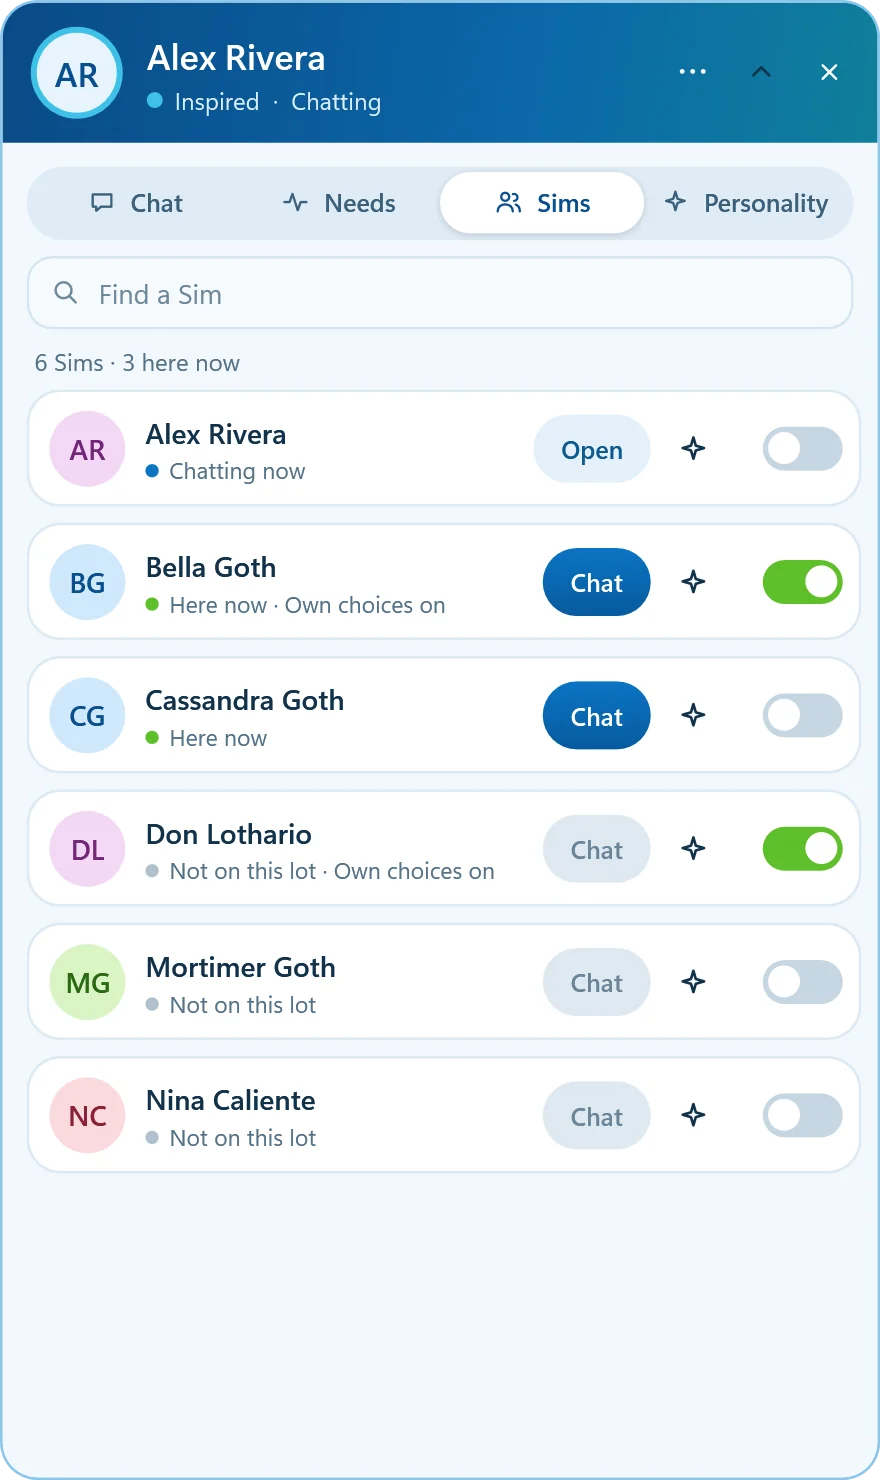 AR
Alex Rivera
Inspired · Chatting
Chat Needs Sims Personality
Find a Sim
6 Sims · 3 here now
AR Alex Rivera Open
Chatting now
BG Bella Goth Chat
Here now · Own choices on
CG Cassandra Goth Chat
Here now
DL Don Lothario Chat
Not on this lot · Own choices on
MG Mortimer Goth Chat
Not on this lot
NC Nina Caliente Chat
Not on this lot